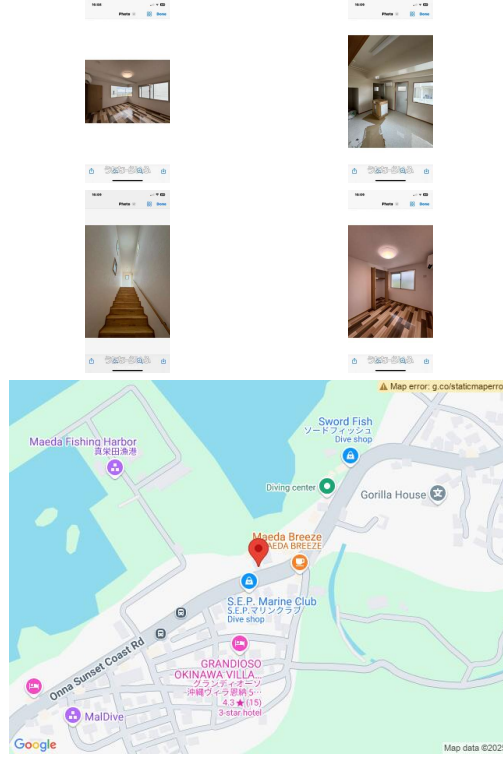 Photo
Done
Photo
Done
Photo
Done
Photo
Done
Map error: g.co/staticmaperro
Sword Fish
ソードフィッシュ
Dive shop
Maeda Fishing Harbor
真栄田漁港
Diving center
Gorilla House
Maeda Breeze
MAEDA BREEZE
S.E.P. Marine Club
S.E.P.マリンクラブ
Dive shop
Onna Sunset Coast Rd
GRANDIOSO
OKINAWA VILLA...
グランディオーソ
沖縄ヴィラ恩納 S…
4.3★(15)
3-star hotel
MalDive
Google
Map data ©2025